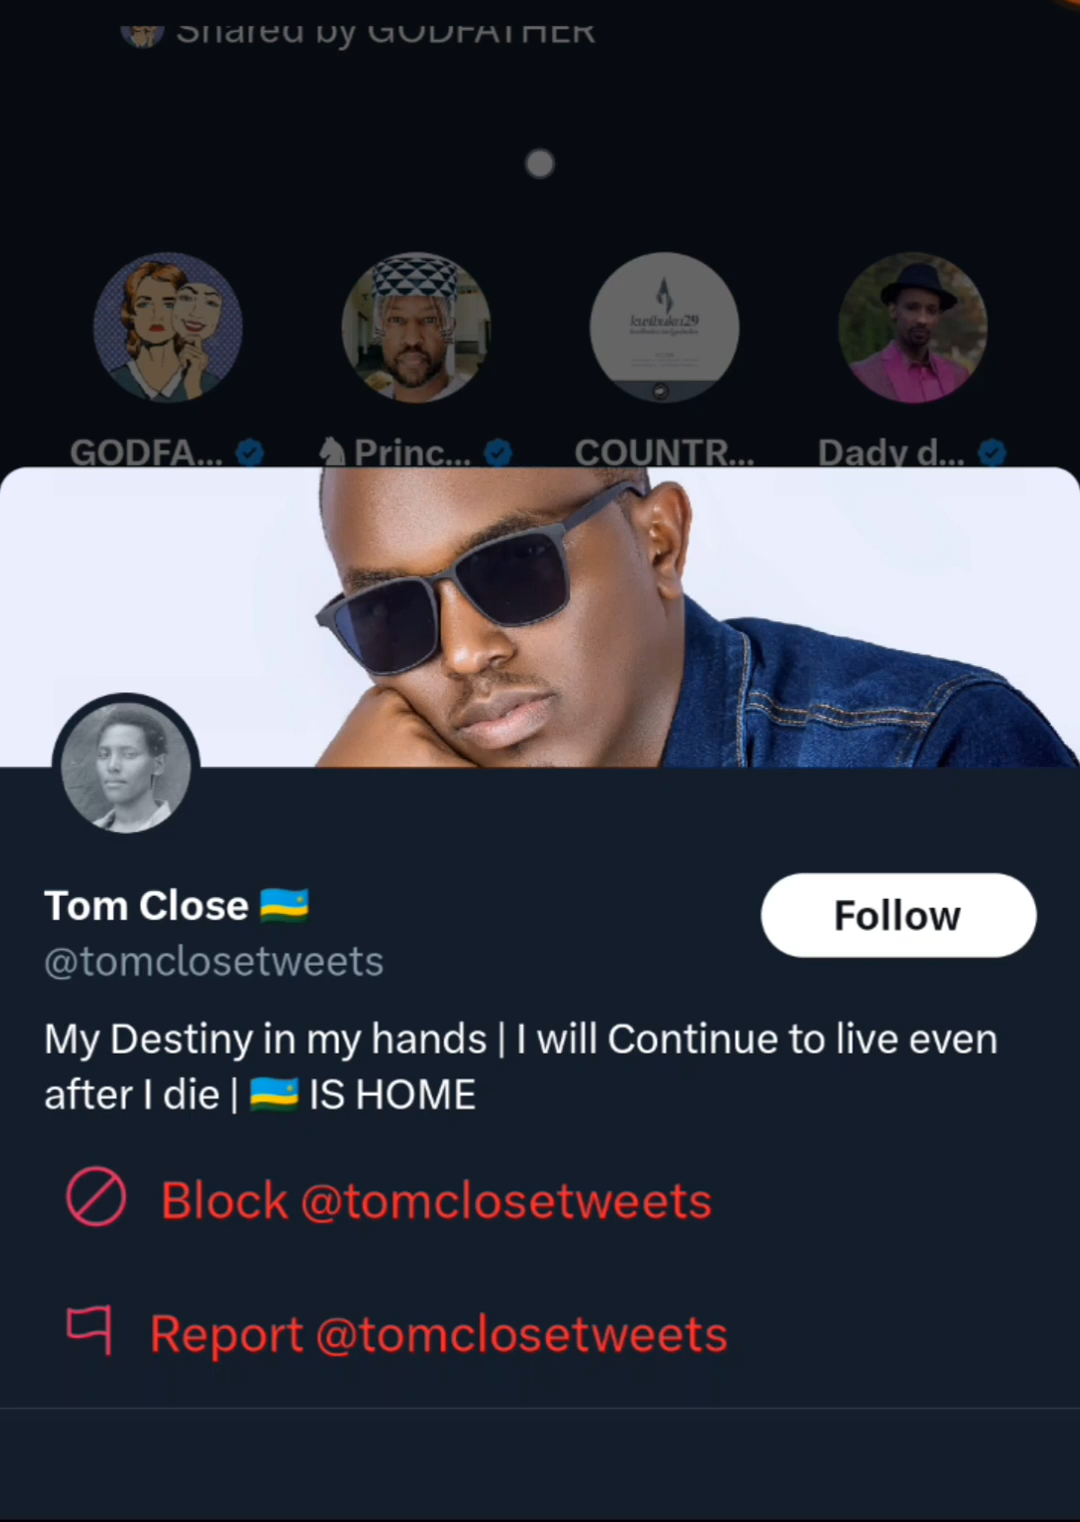 Shared by GODFATHER
kwibuka29
GODFA...
Princ...
COUNTR...
Dady d...
Tom Close 🇷🇼
Follow
@tomclosetweets
My Destiny in my hands | I will Continue to live even
after I die | 🇷🇼 IS HOME
Block @tomclosetweets
Report @tomclosetweets